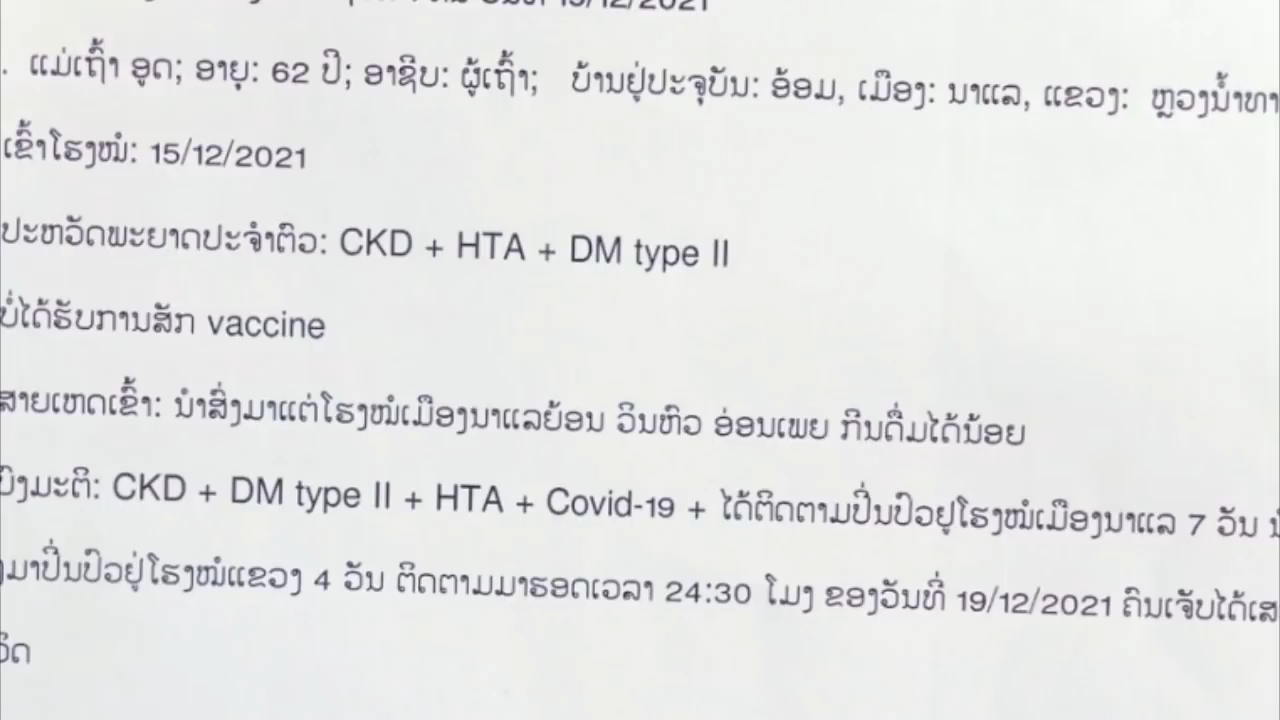 15/12/2021
. ແມ່ເຖົ້າ ອູດ; ອາຍຸ: 62 ປີ; ອາຊີບ: ຜູ້ເຖົ້າ; ບ້ານຢູ່ປະຈຸບັນ: ອ້ອມ, ເມືອງ: ນາແລ, ແຂວງ: ຫຼວງນ້ຳທາ
ເຂົ້າໂຮງໝໍ: 15/12/2021
ປະຫວັດພະຍາດປະຈຳຕົວ: CKD + HTA + DM type II
ບໍ່ໄດ້ຮັບການສັກ vaccine
ສາຍເຫດເຂົ້າ: ນຳສົ່ງມາແຕ່ໂຮງໝໍເມືອງນາແລຍ້ອນ ວິນຫົວ ອ່ອນເພຍ ກິນດື່ມໄດ້ນ້ອຍ
ບົ່ງມະຕິ: CKD + DM type II + HTA + Covid-19 + ໄດ້ຕິດຕາມປິ່ນປົວຢູ່ໂຮງໝໍເມືອງນາແລ 7 ວັນ
ມາປິ່ນປົວຢູ່ໂຮງໝໍແຂວງ 4 ວັນ ຕິດຕາມມາຮອດເວລາ 24:30 ໂມງ ຂອງວັນທີ່ 19/12/2021 ຄົນເຈັບໄດ້ເສ